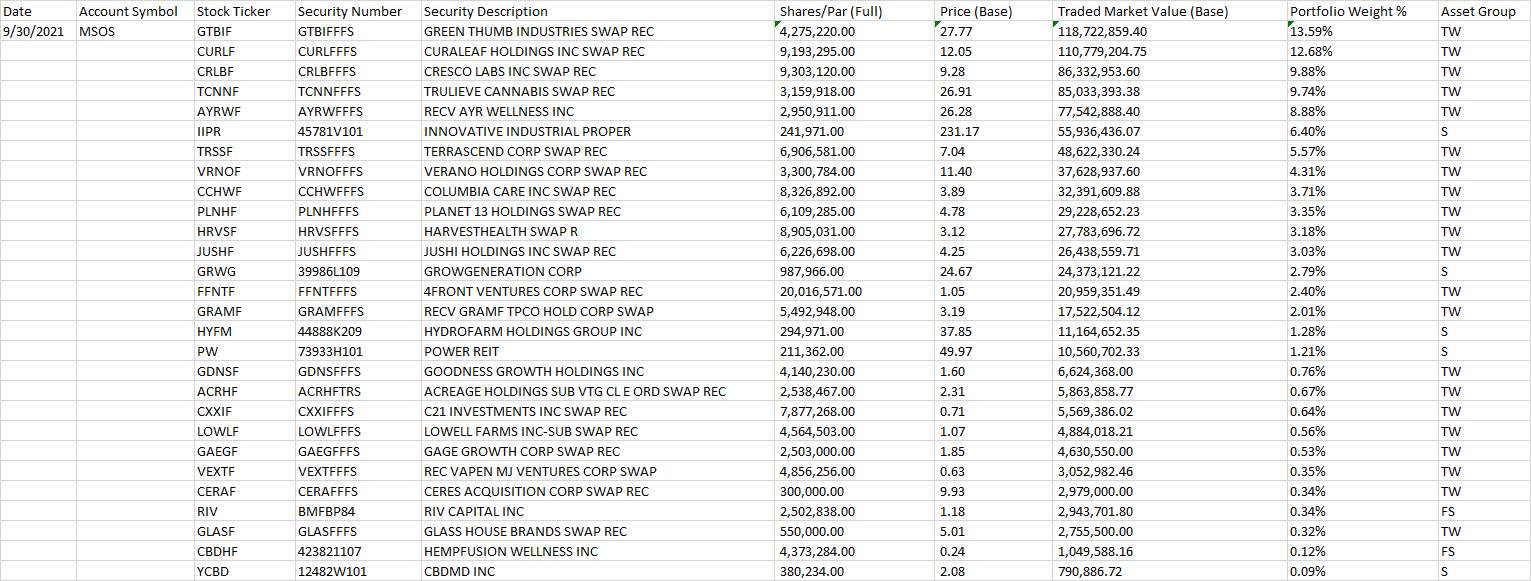 Date Account Symbol Stock Ticker Security Number Security Description Shares/Par (Full) Price (Base) Traded Market Value (Base) Portfolio Weight % Asset Group
9/30/2021 MSOS GTBIF GTBIFFFS GREEN THUMB INDUSTRIES SWAP REC 4,275,220.00 27.77 118,722,859.40 13.59% TW
CURLF CURLFFFS CURALEAF HOLDINGS INC SWAP REC 9,193,295.00 12.05 110,779,204.75 12.68% TW
CRLBF CRLBFFFS CRESCO LABS INC SWAP REC 9,303,120.00 9.28 86,332,953.60 9.88% TW
TCNNF TCNNFFFS TRULIEVE CANNABIS SWAP REC 3,159,918.00 26.91 85,033,393.38 9.74% TW
AYRWF AYRWFFFS RECV AYR WELLNESS INC 2,950,911.00 26.28 77,542,888.40 8.88% TW
IIPR 45781V101 INNOVATIVE INDUSTRIAL PROPER 241,971.00 231.17 55,936,436.07 6.40% S
TRSSF TRSSFFFS TERRASCEND CORP SWAP REC 6,906,581.00 7.04 48,622,330.24 5.57% TW
VRNOF VRNOFFFS VERANO HOLDINGS CORP SWAP REC 3,300,784.00 11.40 37,628,937.60 4.31% TW
CCHWF CCHWFFFS COLUMBIA CARE INC SWAP REC 8,326,892.00 3.89 32,391,609.88 3.71% TW
PLNHF PLNHFFFS PLANET 13 HOLDINGS SWAP REC 6,109,285.00 4.78 29,228,652.23 3.35% TW
HRVSF HRVSFFFS HARVESTHEALTH SWAP R 8,905,031.00 3.12 27,783,696.72 3.18% TW
JUSHF JUSHFFFS JUSHI HOLDINGS INC SWAP REC 6,226,698.00 4.25 26,438,559.71 3.03% TW
GRWG 39986L109 GROWGENERATION CORP 987,966.00 24.67 24,373,121.22 2.79% S
FFNTF FFNTFFFS 4FRONT VENTURES CORP SWAP REC 20,016,571.00 1.05 20,959,351.49 2.40% TW
GRAMF GRAMFFFS RECV GRAMF TPCO HOLD CORP SWAP 5,492,948.00 3.19 17,522,504.12 2.01% TW
HYFM 44888K209 HYDROFARM HOLDINGS GROUP INC 294,971.00 37.85 11,164,652.35 1.28% S
PW 73933H101 POWER REIT 211,362.00 49.97 10,560,702.33 1.21% S
GDNSF GDNSFFFS GOODNESS GROWTH HOLDINGS INC 4,140,230.00 1.60 6,624,368.00 0.76% TW
ACRHF ACRHFTRS ACREAGE HOLDINGS SUB VTG CL E ORD SWAP REC 2,538,467.00 2.31 5,863,858.77 0.67% TW
CXXIF CXXIFFFS C21 INVESTMENTS INC SWAP REC 7,877,268.00 0.71 5,569,386.02 0.64% TW
LOWLF LOWLFFFS LOWELL FARMS INC-SUB SWAP REC 4,564,503.00 1.07 4,884,018.21 0.56% TW
GAEGF GAEGFFFS GAGE GROWTH CORP SWAP REC 2,503,000.00 1.85 4,630,550.00 0.53% TW
VEXTF VEXTFFFS REC VAPEN MJ VENTURES CORP SWAP 4,856,256.00 0.63 3,052,982.46 0.35% TW
CERAF CERAFFFS CERES ACQUISITION CORP SWAP REC 300,000.00 9.93 2,979,000.00 0.34% TW
RIV BMFBP84 RIV CAPITAL INC 2,502,838.00 1.18 2,943,701.80 0.34% FS
GLASF GLASFFFS GLASS HOUSE BRANDS SWAP REC 550,000.00 5.01 2,755,500.00 0.32% TW
CBDHF 423821107 HEMPFUSION WELLNESS INC 4,373,284.00 0.24 1,049,588.16 0.12% FS
YCBD 12482W101 CBDMD INC 380,234.00 2.08 790,886.72 0.09% S